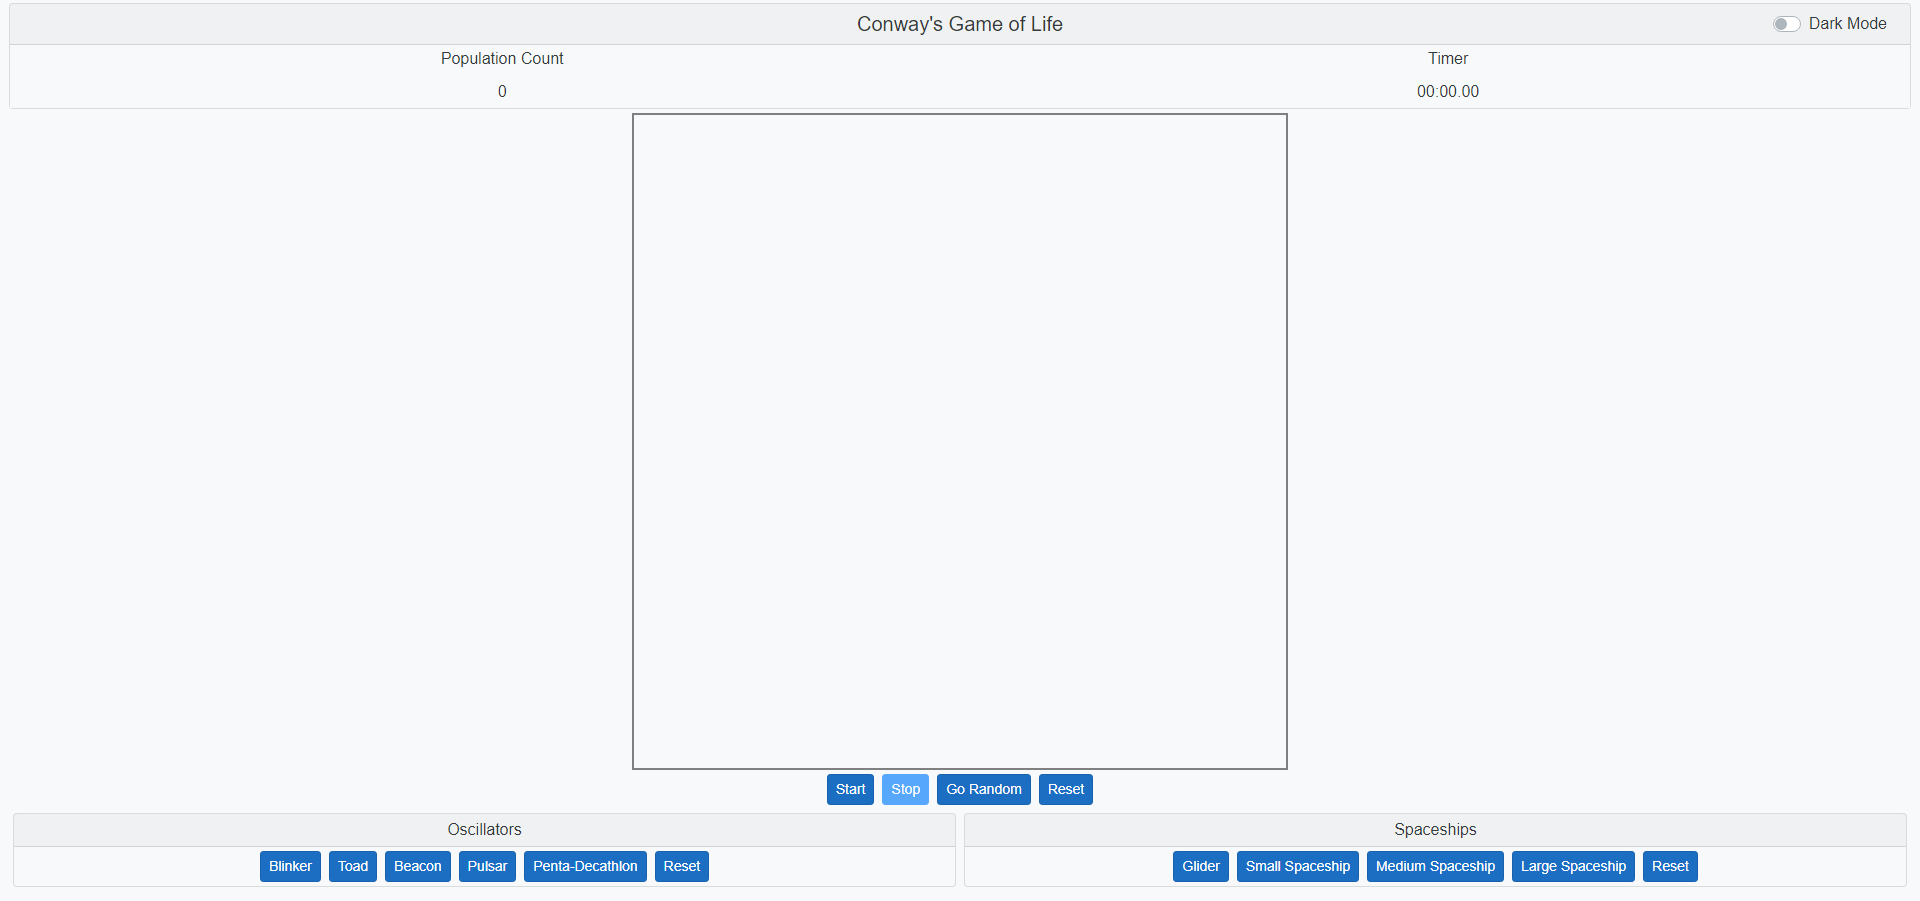 Conway's Game of Life
Dark Mode
Population Count
Timer
0
00:00.00
Start
Stop
Go Random
Reset
Oscillators
Spaceships
Blinker
Toad
Beacon
Pulsar
Penta-Decathlon
Reset
Glider
Small Spaceship
Medium Spaceship
Large Spaceship
Reset